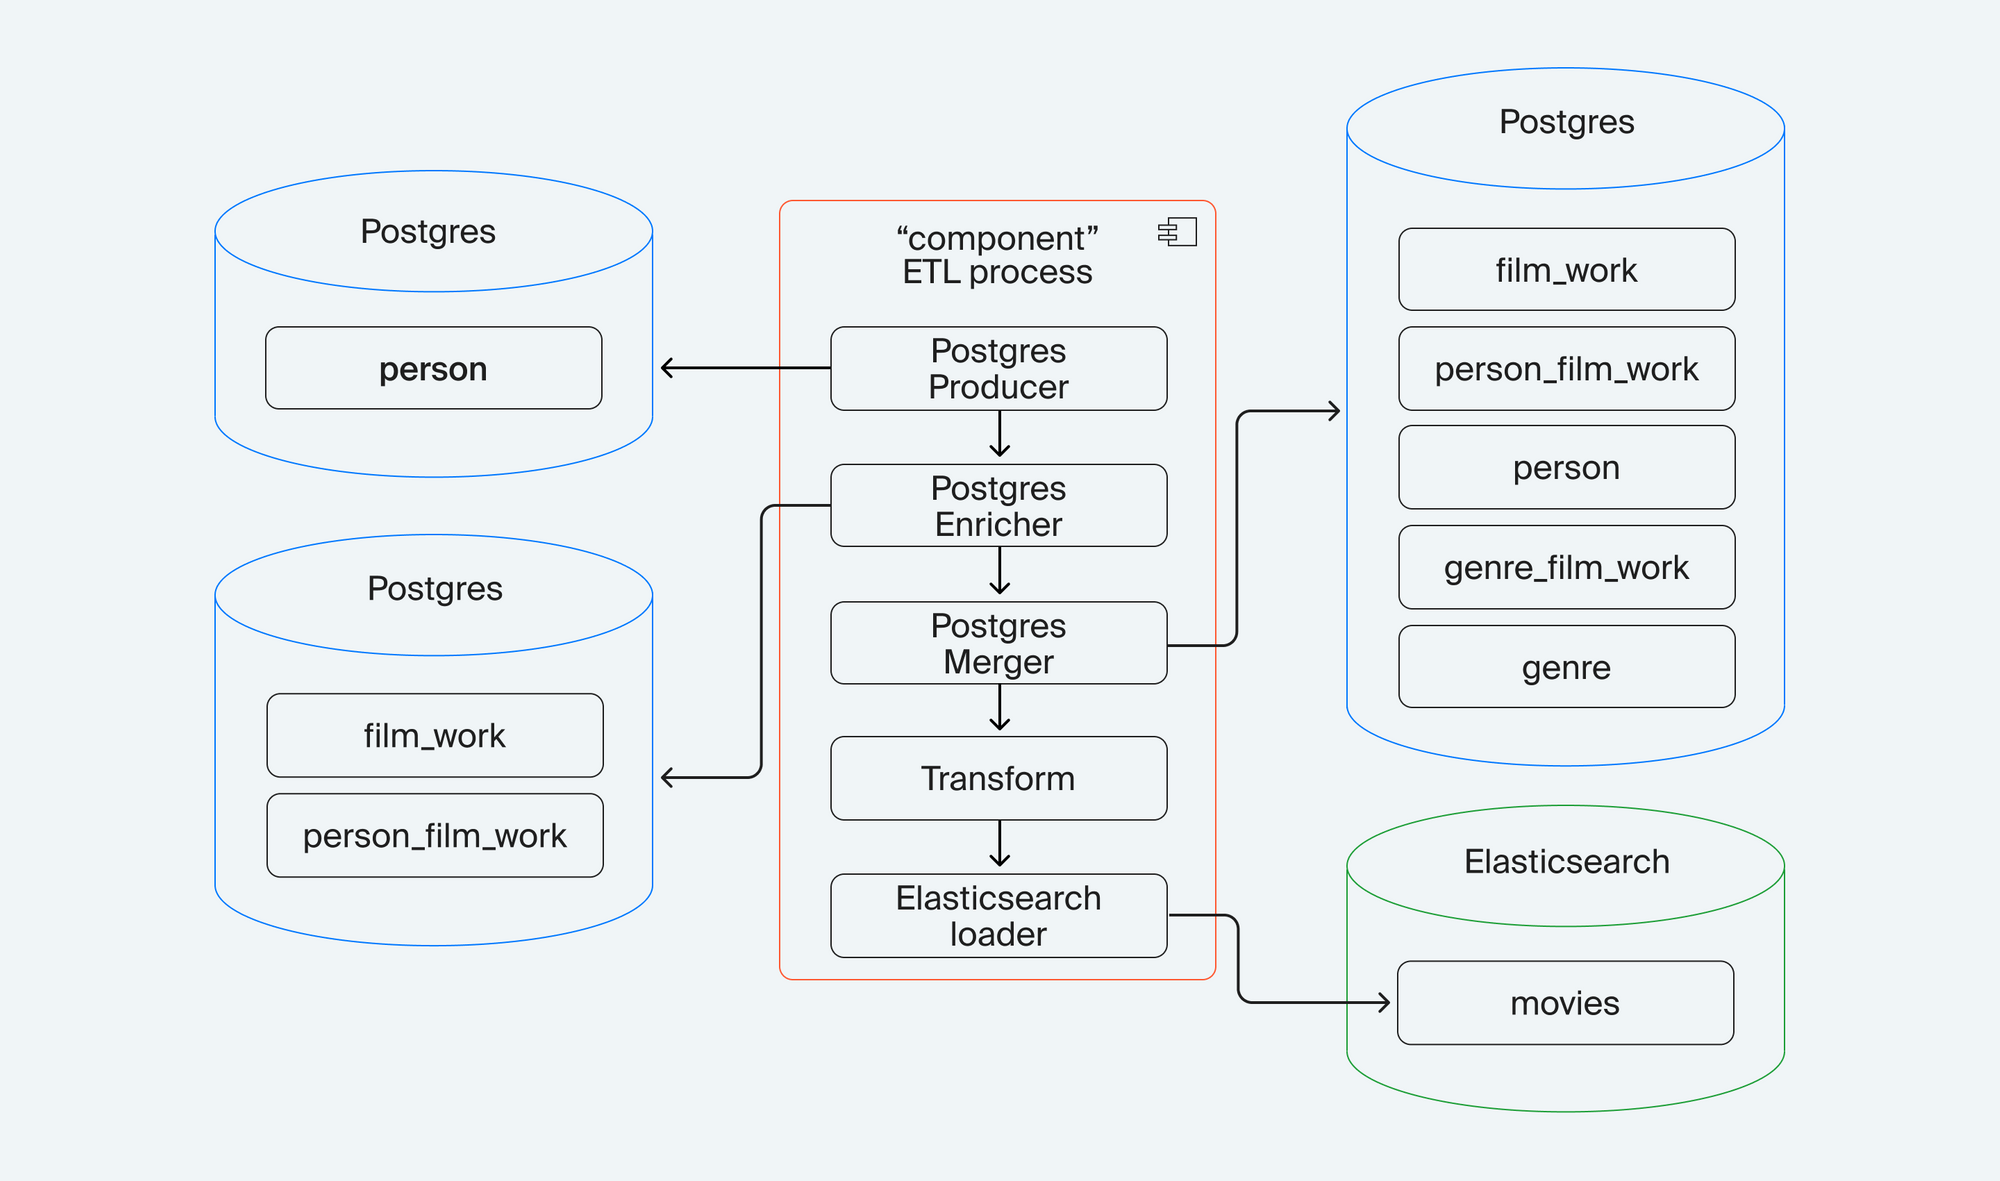 Postgres
person
Postgres
film_work
person_film_work
“component”
ETL process
Postgres
Producer
Postgres
Enricher
Postgres
Merger
Transform
Elasticsearch
loader
Postgres
film_work
person_film_work
person
genre_film_work
genre
Elasticsearch
movies